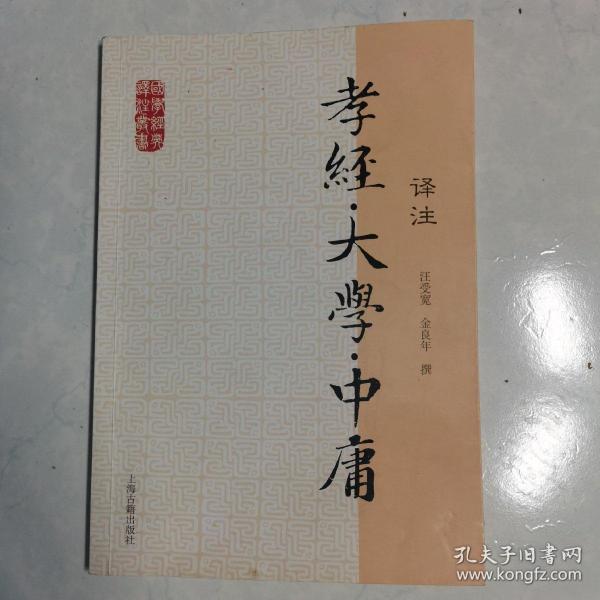 國學經典
譯注叢書
孝經·大學·中庸
译注
汪受宽 金良年 撰
上海古籍出版社
孔夫子旧书网
www.kongfz.com